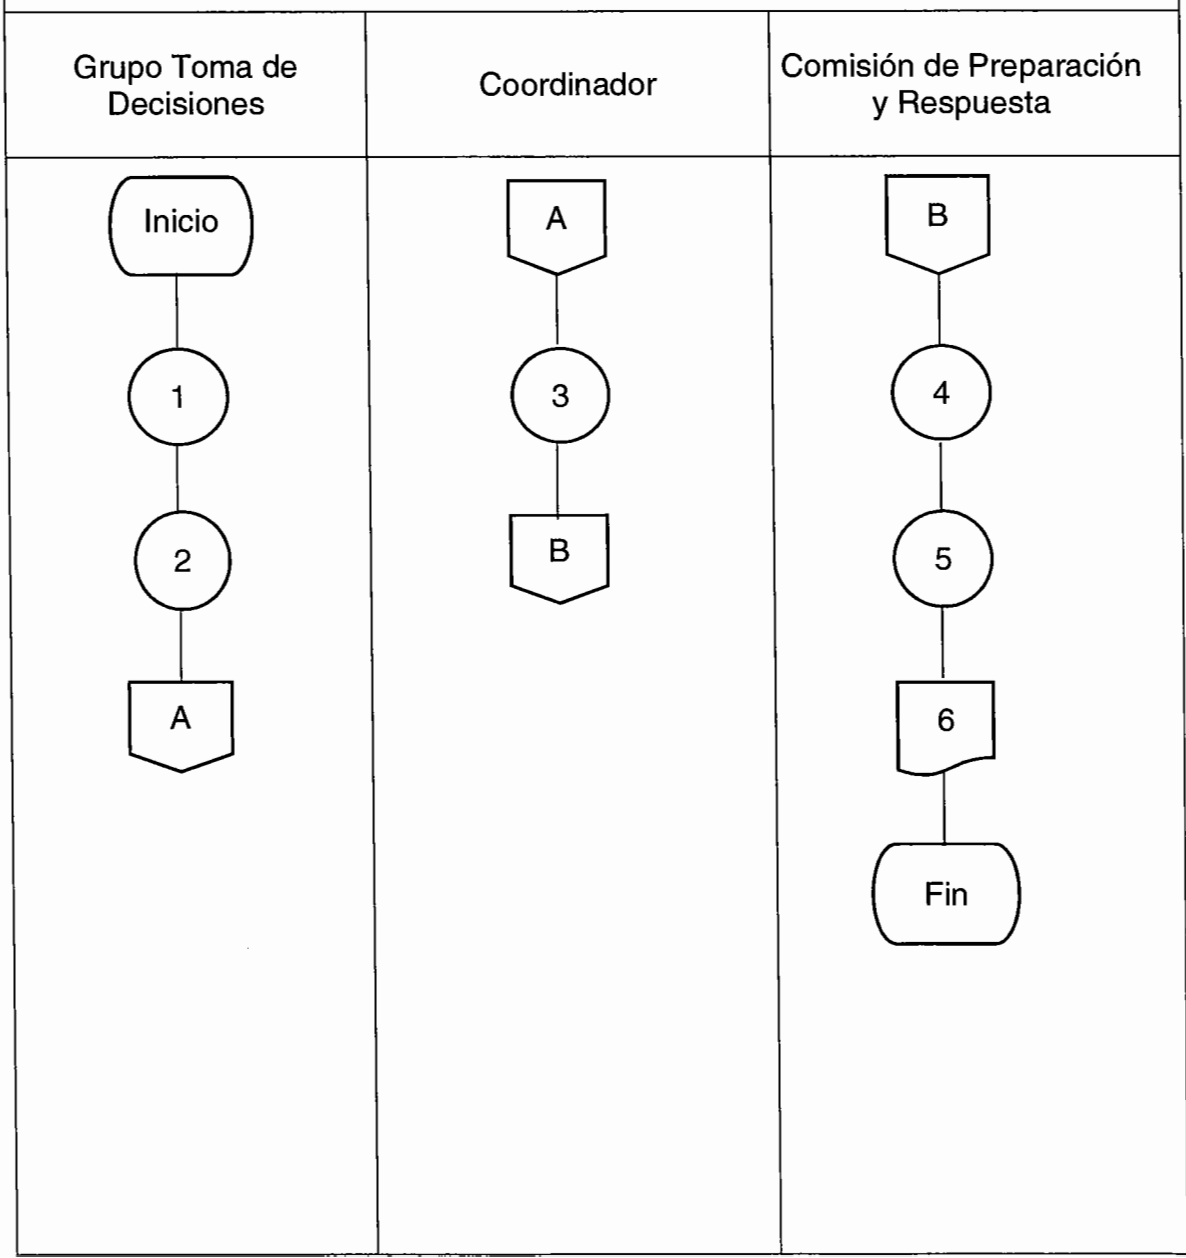 Grupo Toma de
Decisiones
Coordinador
Comisión de Preparación
y Respuesta
Inicio
1
2
A
A
3
B
B
4
5
6
Fin